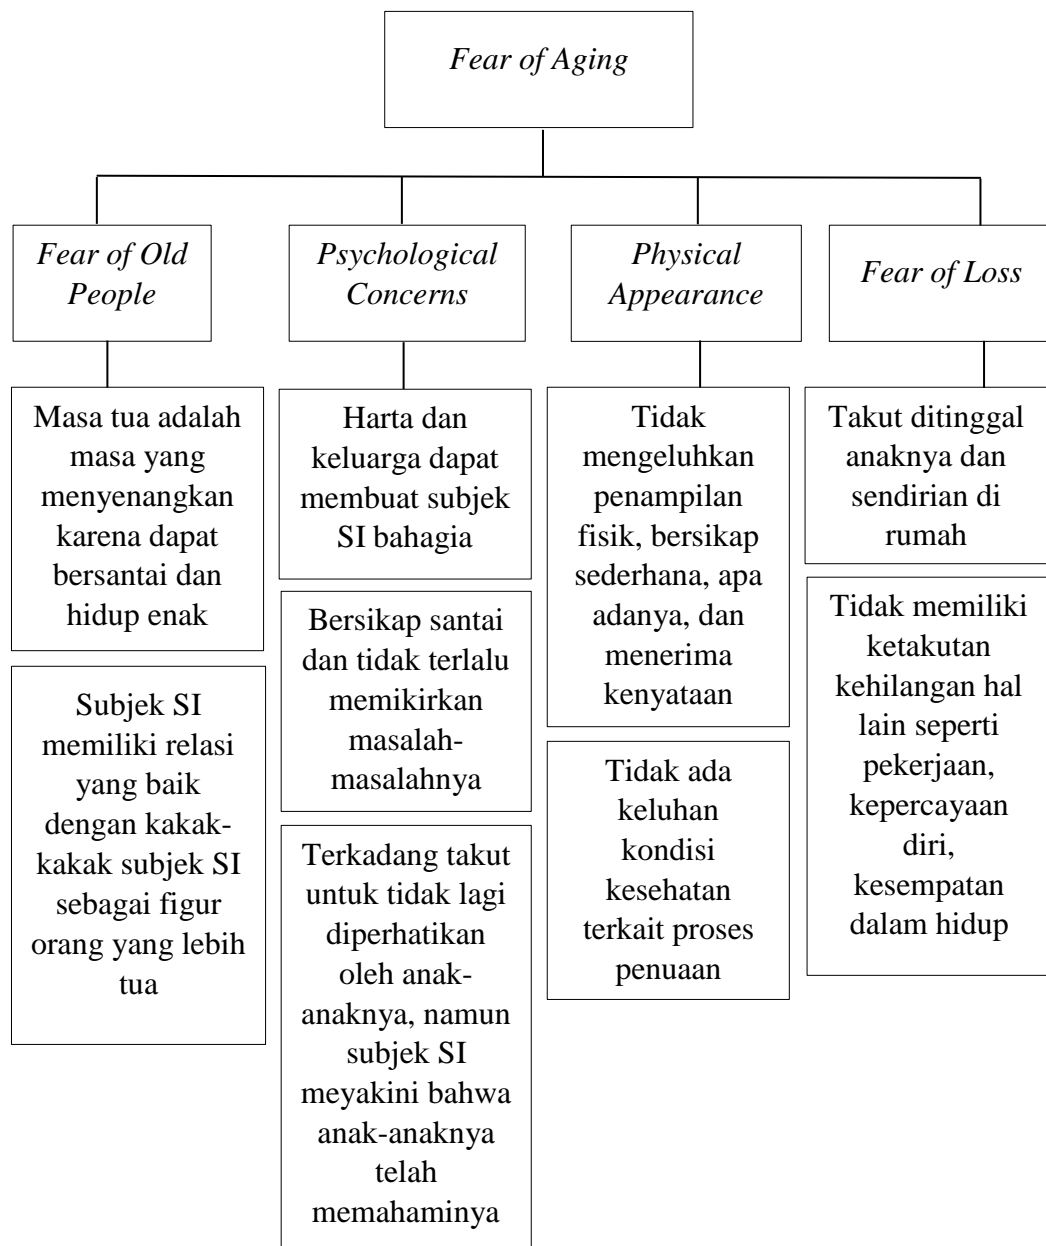 Fear of Aging
Fear of Old
People
Psychological
Concerns
Physical
Appearance
Fear of Loss
Masa tua adalah
masa yang
menyenangkan
karena dapat
bersantai dan
hidup enak
Subjek SI
memiliki relasi
yang baik
dengan kakak-
kakak subjek SI
sebagai figur
orang yang lebih
tua
Harta dan
keluarga dapat
membuat subjek
SI bahagia
Bersikap santai
dan tidak terlalu
memikirkan
masalah-
masalahnya
Terkadang takut
untuk tidak lagi
diperhatikan
oleh anak-
anaknya, namun
subjek SI
meyakini bahwa
anak-anaknya
telah
memahaminya
Tidak
mengeluhkan
penampilan
fisik, bersikap
sederhana, apa
adanya, dan
menerima
kenyataan
Tidak ada
keluhan
kondisi
kesehatan
terkait proses
penuaan
Takut ditinggal
anaknya dan
sendirian di
rumah
Tidak memiliki
ketakutan
kehilangan hal
lain seperti
pekerjaan,
kepercayaan
diri,
kesempatan
dalam hidup